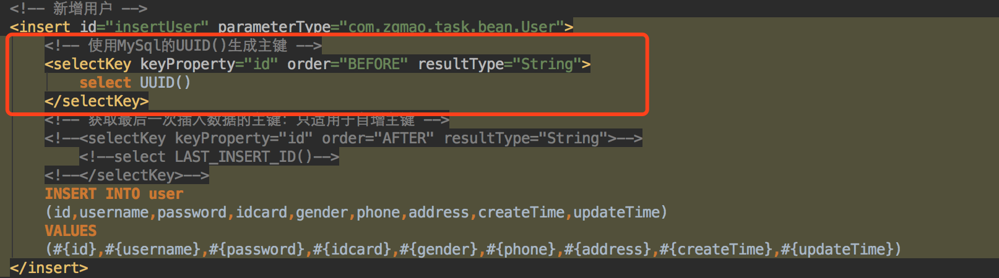 <!-- 新增用户 -->
<insert id="insertUser" parameterType="com.zgmao.task.bean.User">
<!-- 使用MySql的UUID()生成主键 -->
<selectKey keyProperty="id" order="BEFORE" resultType="String">
select UUID()
</selectKey>
<!-- 获取最后一次插入数据的主键: 只适用于自增主键 -->
<!--<selectKey keyProperty="id" order="AFTER" resultType="String">-->
<!--select LAST_INSERT_ID()-->
<!--</selectKey>-->
INSERT INTO user
(id,username,password,idcard,gender,phone,address,createTime,updateTime)
VALUES
(#{id},#{username},#{password},#{idcard},#{gender},#{phone},#{address},#{createTime},#{updateTime})
</insert>